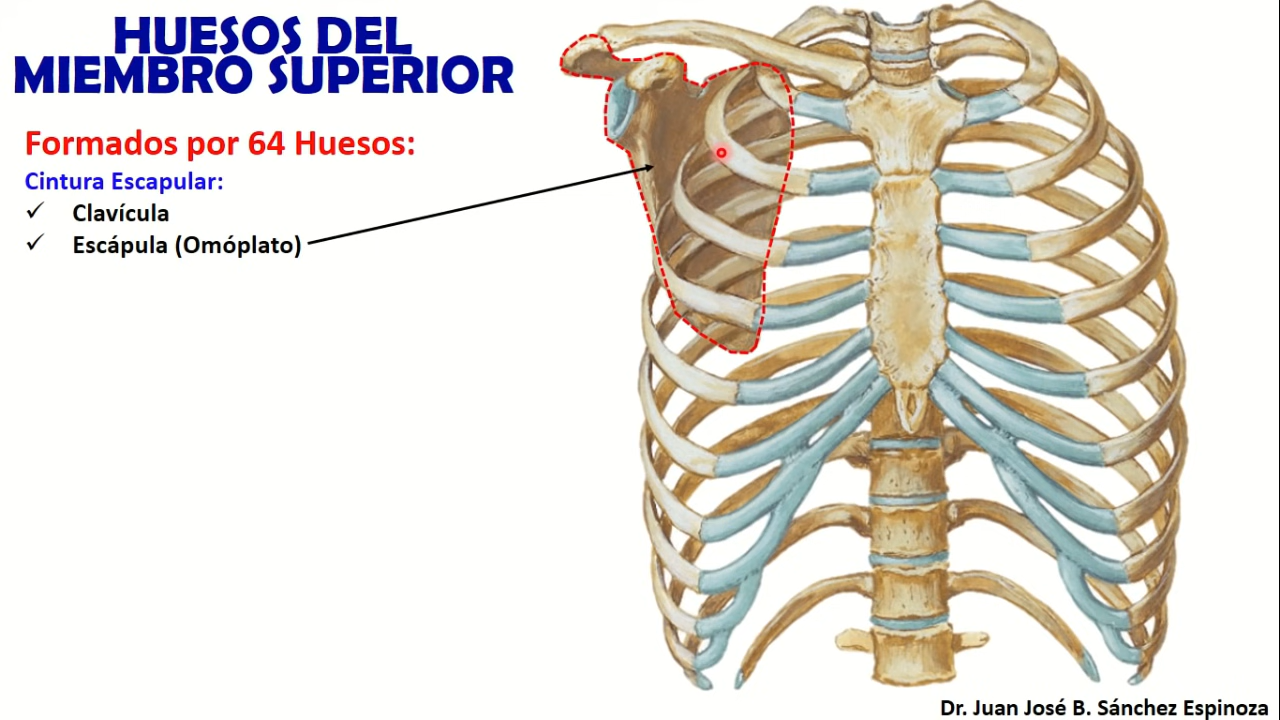 HUESOS DEL
MIEMBRO SUPERIOR
Formados por 64 Huesos:
Cintura Escapular:
✓ Clavícula
✓ Escápula (Omóplato)
Dr. Juan José B. Sánchez Espinoza